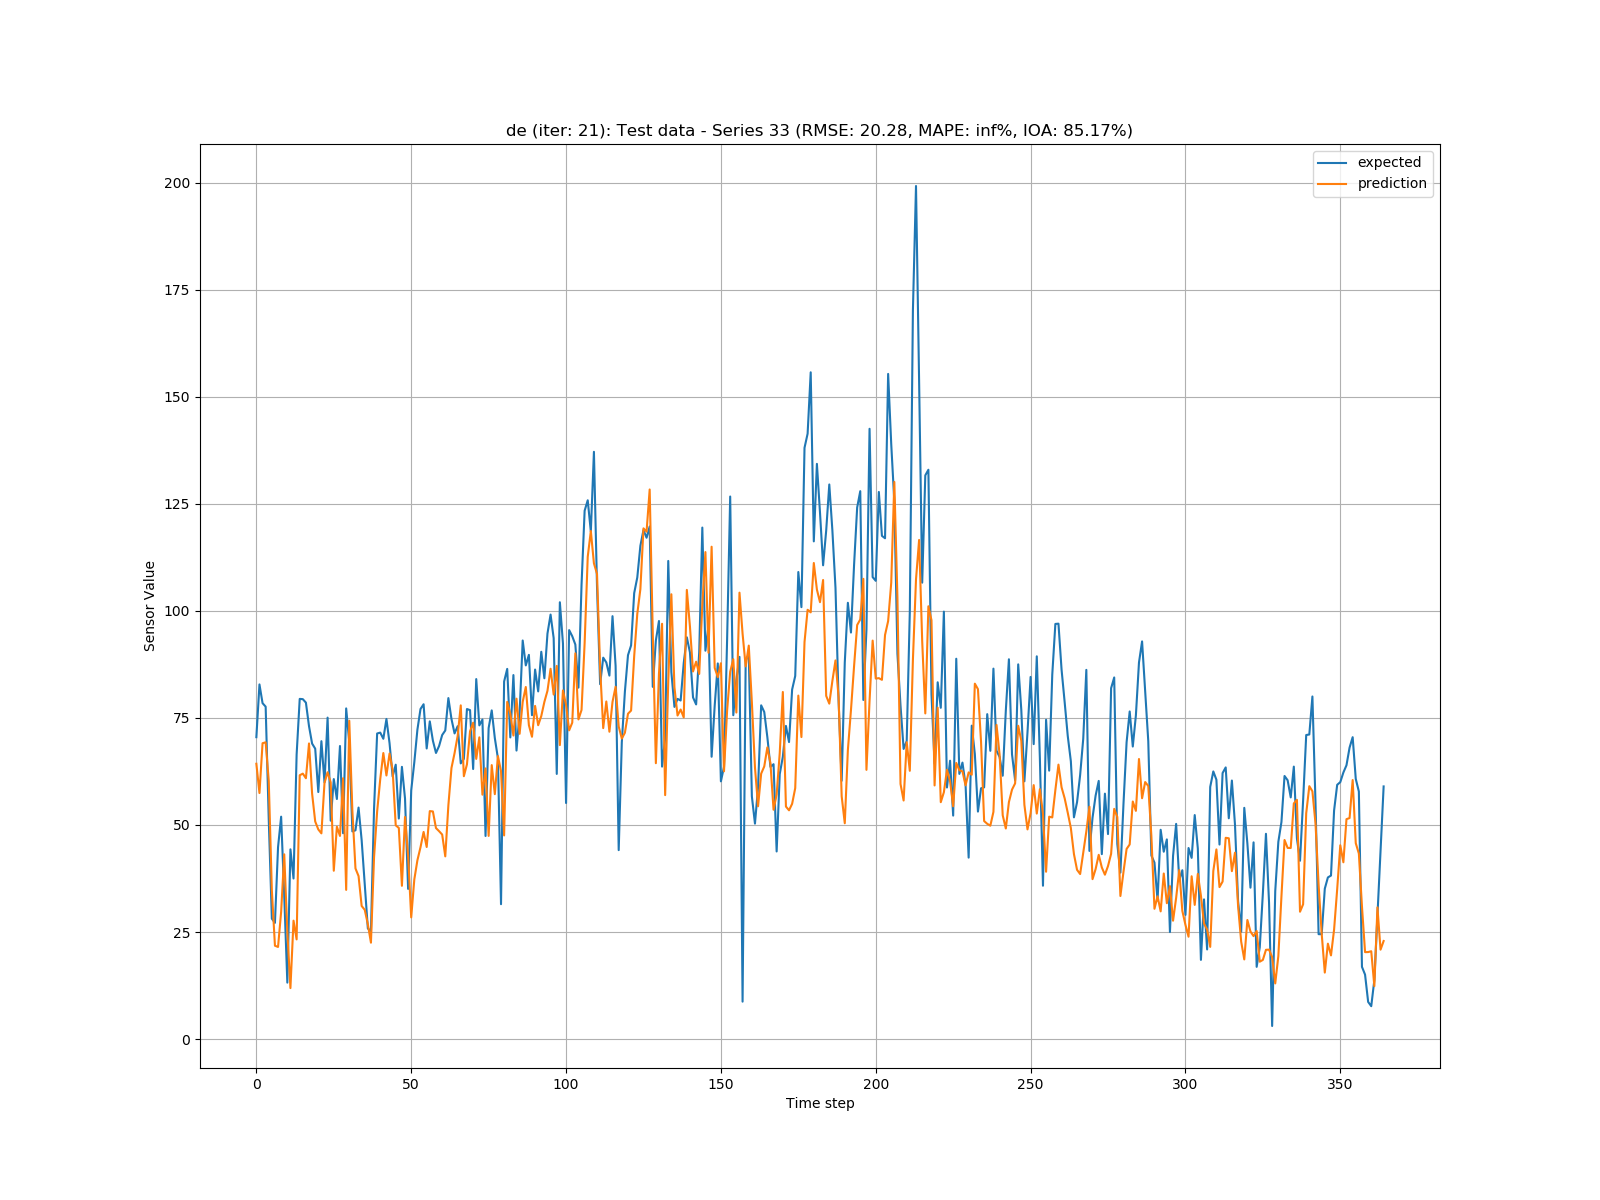 de (iter: 21): Test data - Series 33 (RMSE: 20.28, MAPE: inf%, IOA: 85.17%)
expected
prediction
200
175
150
125
100
75
50
25
0
Sensor Value
0 50 100 150 200 250 300 350
Time step